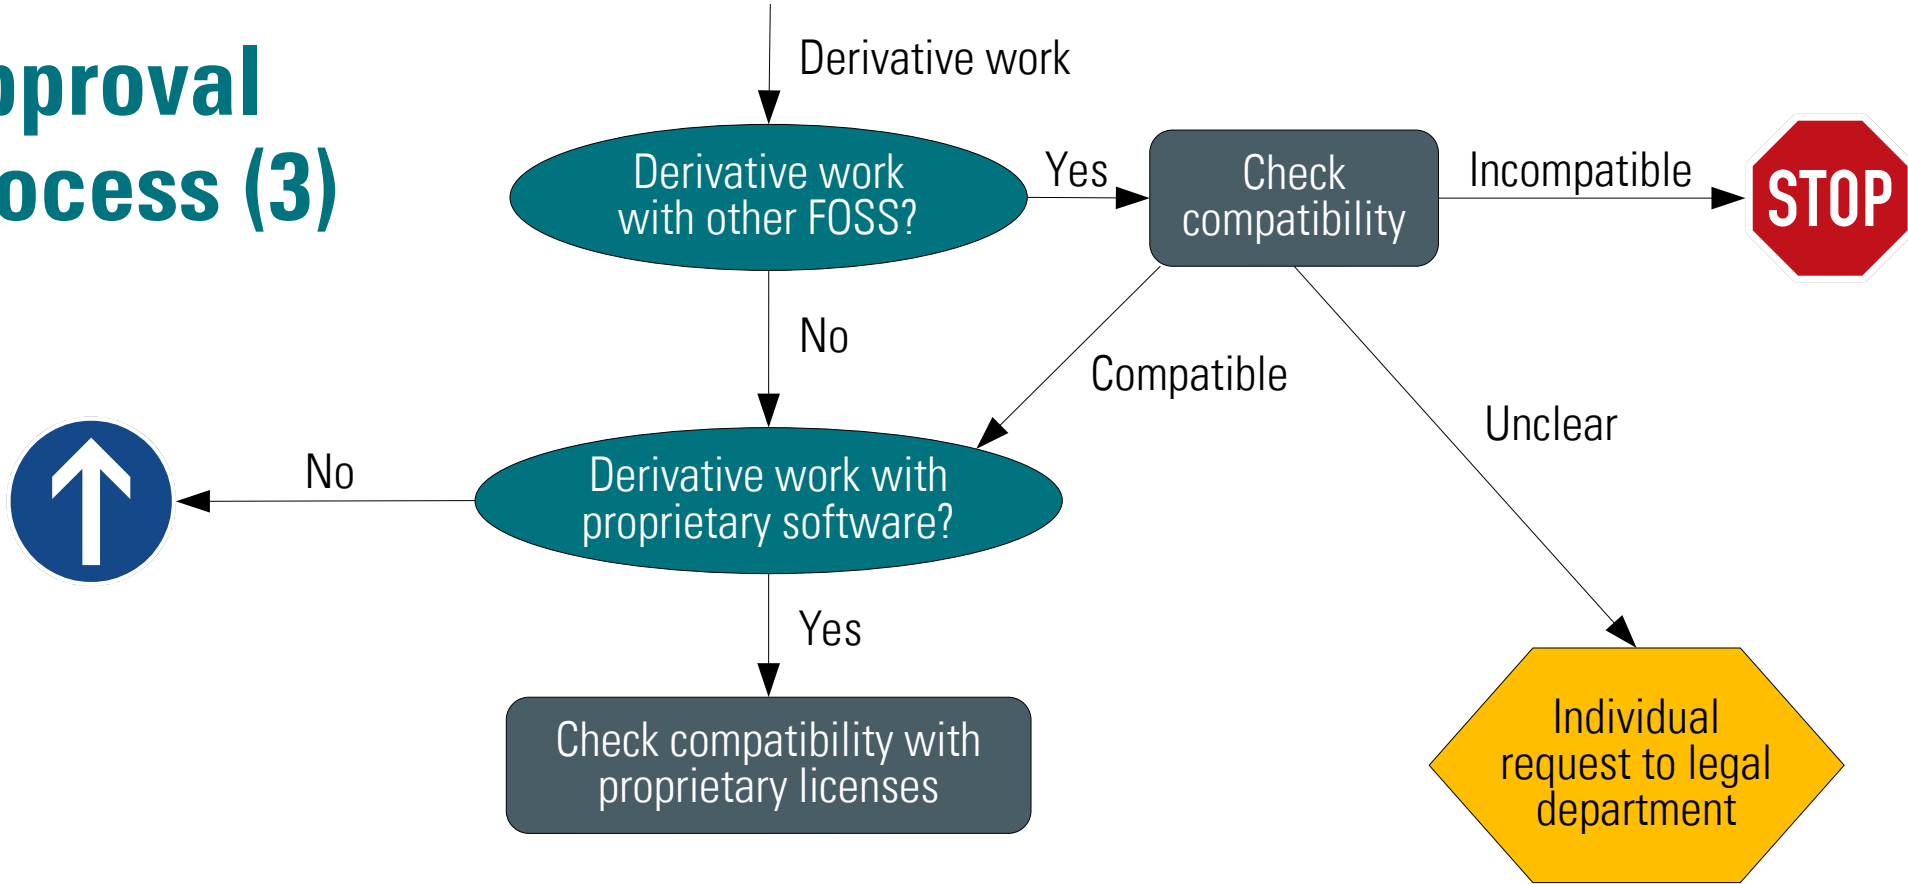 pproval
ocess (3)
Derivative work
Derivative work
with other FOSS?
Yes
Check
compatibility
Incompatible
STOP
No
Compatible
Unclear
No
Derivative work with
proprietary software?
Yes
Check compatibility with
proprietary licenses
Individual
request to legal
department